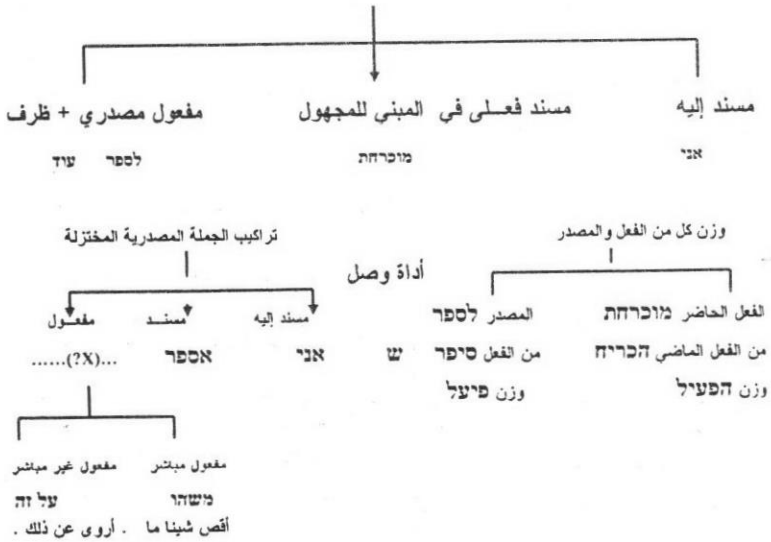 مسند إليه مسند فعلى في المبني للمجهول مفعول مصدري + ظرف
אני מוכרחת לספר עוד
وزن كل من الفعل والمصدر
تراكيب الجملة المصدرية المختزلة
أداة وصل
الفعل الحاضر מוכרחת المصدر לספר
مسند إليه مسند مفعول
من الفعل الماضي הכריח من الفعل סיפר ש אני אספר ...(X?)......
وزن הפעיל وزن פיעל
مفعول مباشر مفعول غير مباشر
משהו על זה
أقص شيئا ما . أروى عن ذلك .